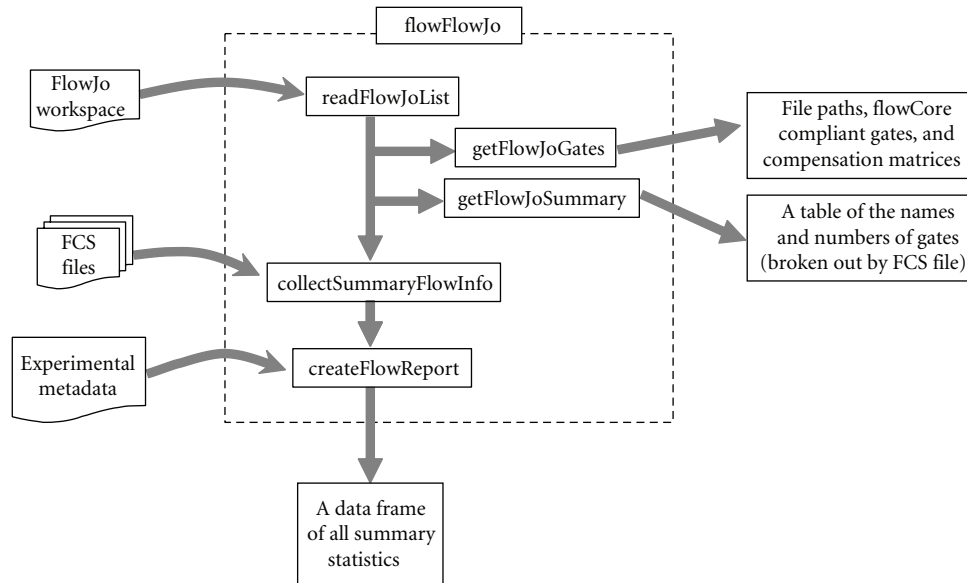 flowFlowJo
FlowJo
workspace
readFlowJoList
getFlowJoGates
File paths, flowCore
compliant gates, and
compensation matrices
getFlowJoSummary
A table of the names
and numbers of gates
(broken out by FCS file)
FCS
files
collectSummaryFlowInfo
Experimental
metadata
createFlowReport
A data frame
of all summary
statistics